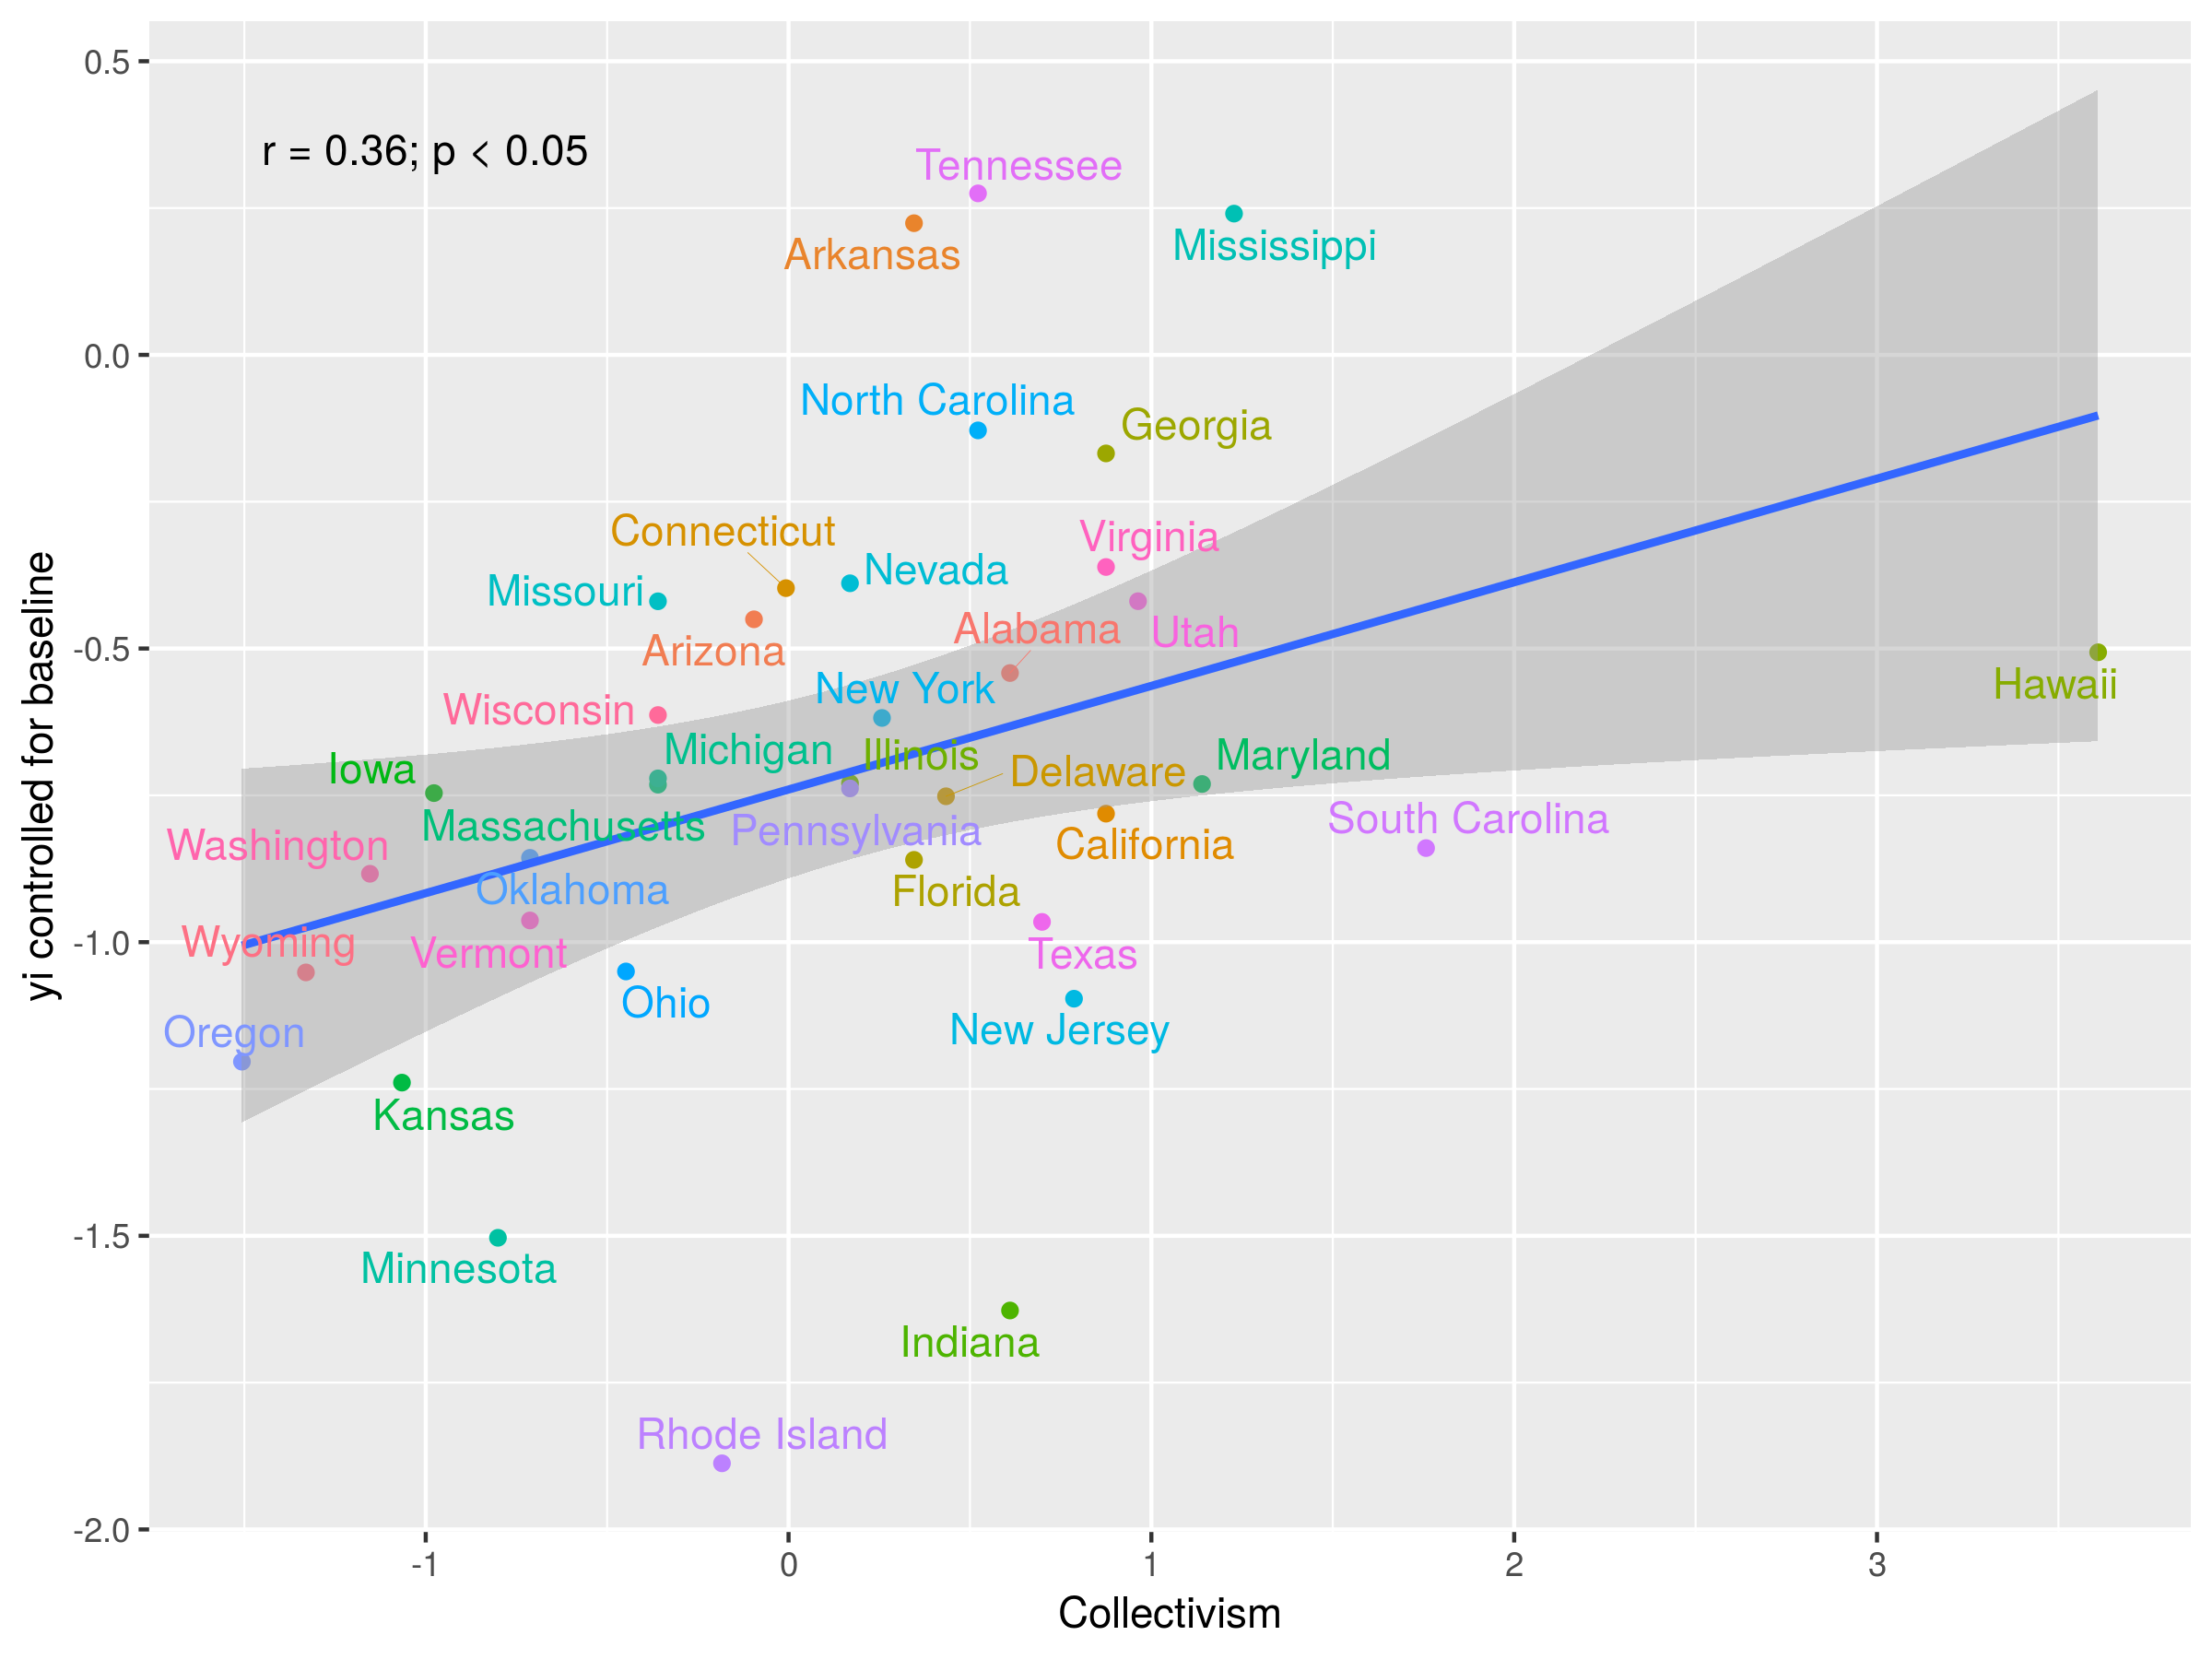 0.5
r = 0.36; p < 0.05
Tennessee
Arkansas
Mississippi
0.0
North Carolina
Georgia
Connecticut
Virginia
Nevada
Missouri
Alabama
Utah
Arizona
-0.5
New York
Hawaii
Wisconsin
Michigan
Illinois
Maryland
Iowa
Delaware
South Carolina
Massachusetts
Pennsylvania
Washington
California
Oklahoma
Florida
Wyoming
-1.0
Vermont
Texas
Ohio
New Jersey
Oregon
Kansas
-1.5
Minnesota
Indiana
Rhode Island
-2.0
-1 0 1 2 3
Collectivism
yi controlled for baseline